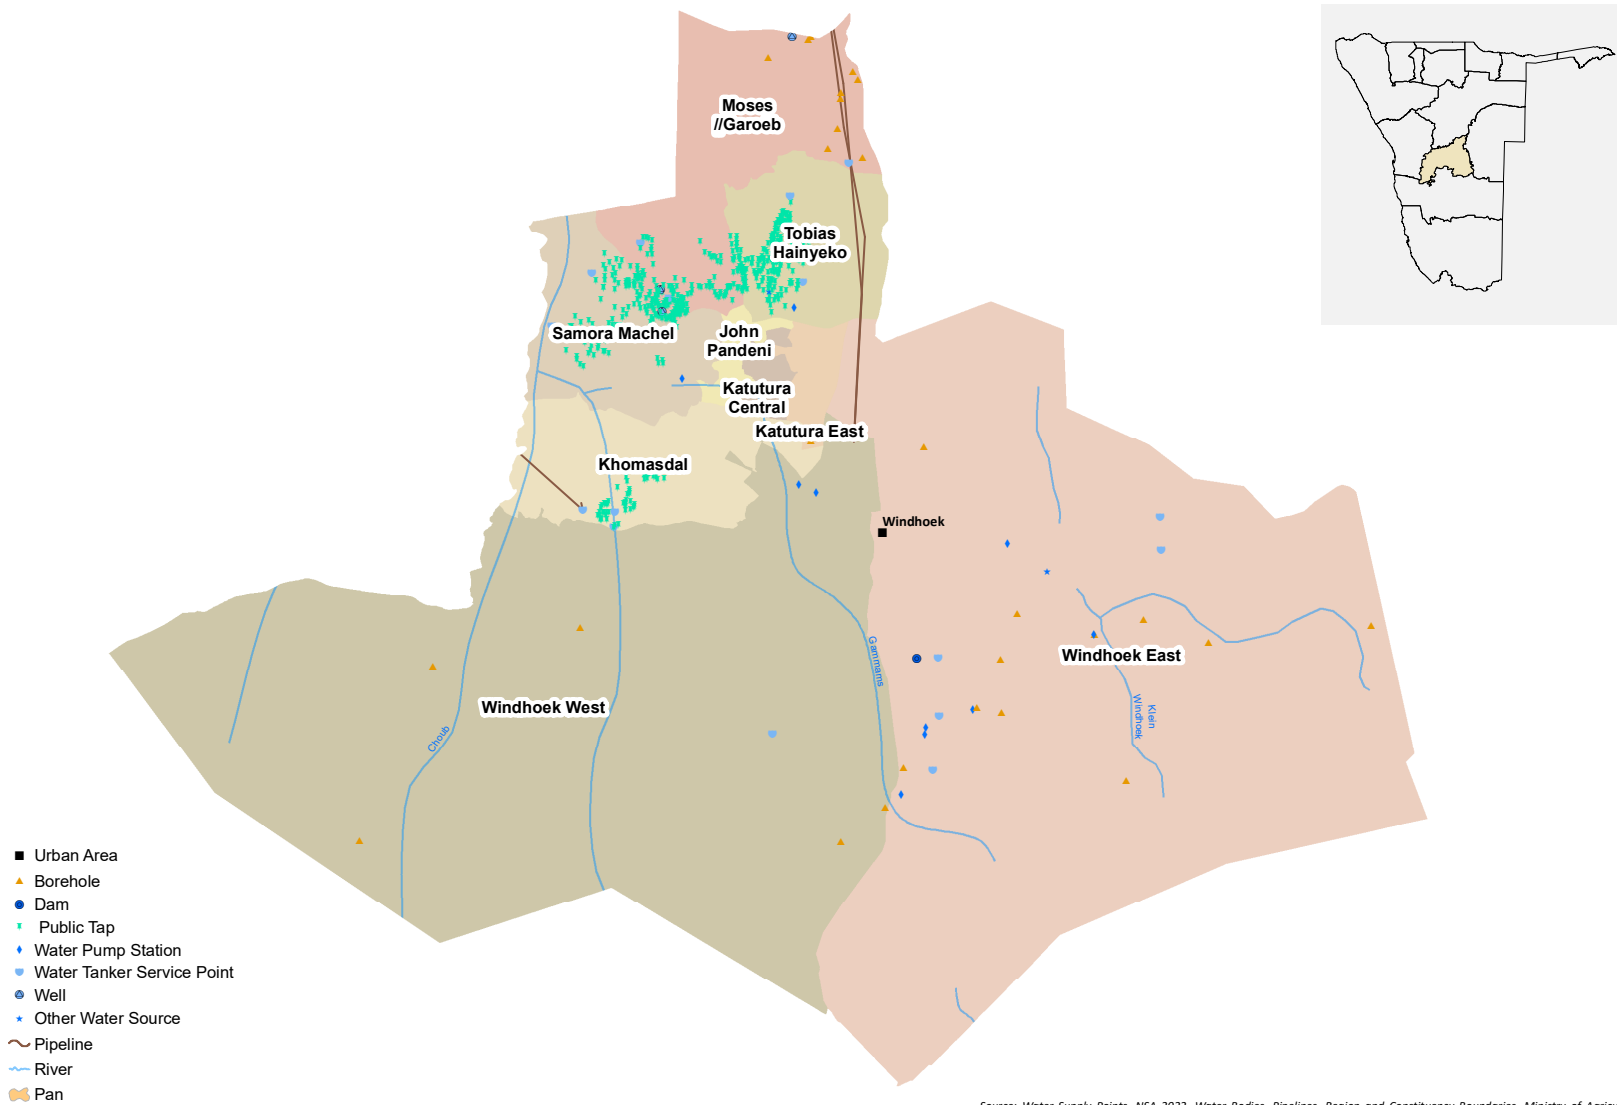 Moses
//Garoeb
Tobias
Hainyeko
Samora Machel
John
Pandeni
Katutura
Central
Katutura East
Khomasdal
Windhoek
Gammams
Windhoek East
Klein
Windhoek
Windhoek West
Choub
Urban Area
Borehole
Dam
Public Tap
Water Pump Station
Water Tanker Service Point
Well
Other Water Source
Pipeline
River
Pan